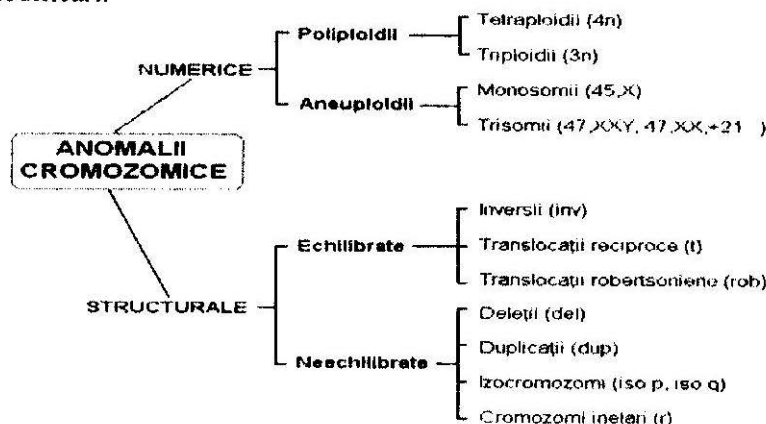 NUMERICE
Poliploidii
Tetraploidii (4n)
Triploidii (3n)
Aneuploidii
Monosomii (45,X)
Trisomii (47,XXY, 47,XX,+21 )
ANOMALII
CROMOZOMICE
STRUCTURALE
Echilibrate
Inversii (inv)
Translocații reciproce (t)
Translocații robertsoniene (rob)
Neechilibrate
Deleții (del)
Duplicații (dup)
Izocromozomi (iso p, iso q)
Cromozomi inelari (r)